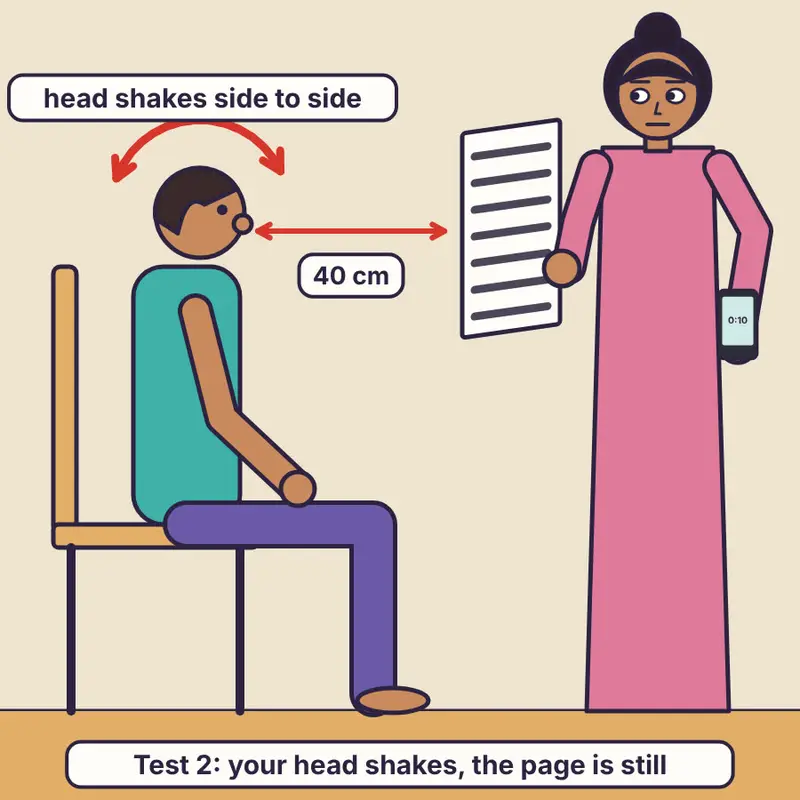 head shakes side to side
40 cm
0:10
Test 2: your head shakes, the page is still